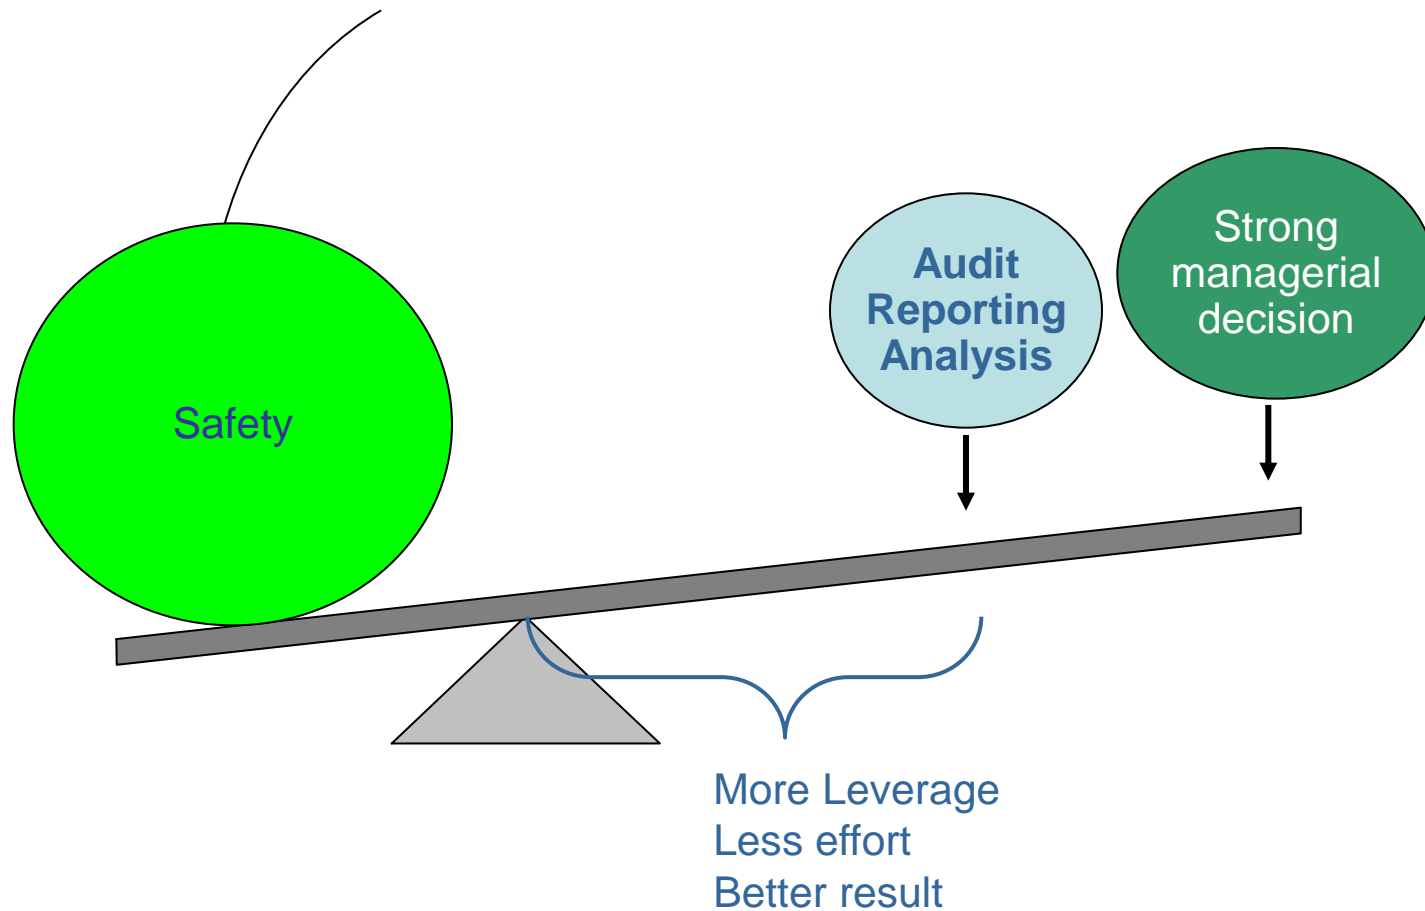 Safety
Audit
Reporting
Analysis
Strong
managerial
decision
More Leverage
Less effort
Better result